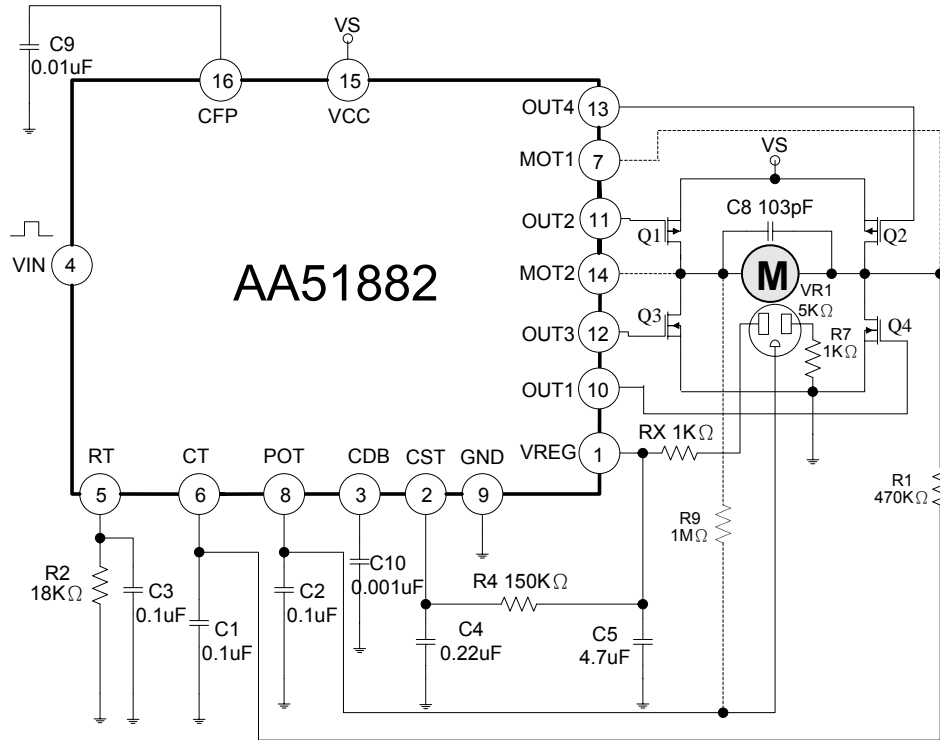 C9
0.01uF
VS
16
15
CFP
VCC
OUT4
13
MOT1
7
VS
C8 103pF
OUT2
11
Q1
Q2
VIN
4
AA51882
MOT2
14
M
VR1
5KΩ
Q3
Q4
OUT3
12
R7
1KΩ
OUT1
10
RX 1KΩ
VREG
1
RT
CT
POT
CDB
CST
GND
5
6
8
3
2
9
R1
470KΩ
R9
1MΩ
R2
18KΩ
C3
0.1uF
C1
0.1uF
C2
0.1uF
C10
0.001uF
R4 150KΩ
C4
0.22uF
C5
4.7uF